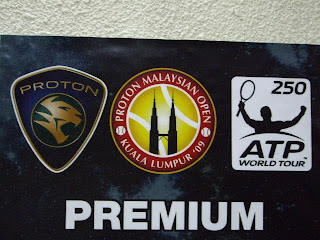 PROTON
PROTON MALAYSIAN OPEN
KUALA LUMPUR '09
250
ATP
WORLD TOUR
PREMIUM